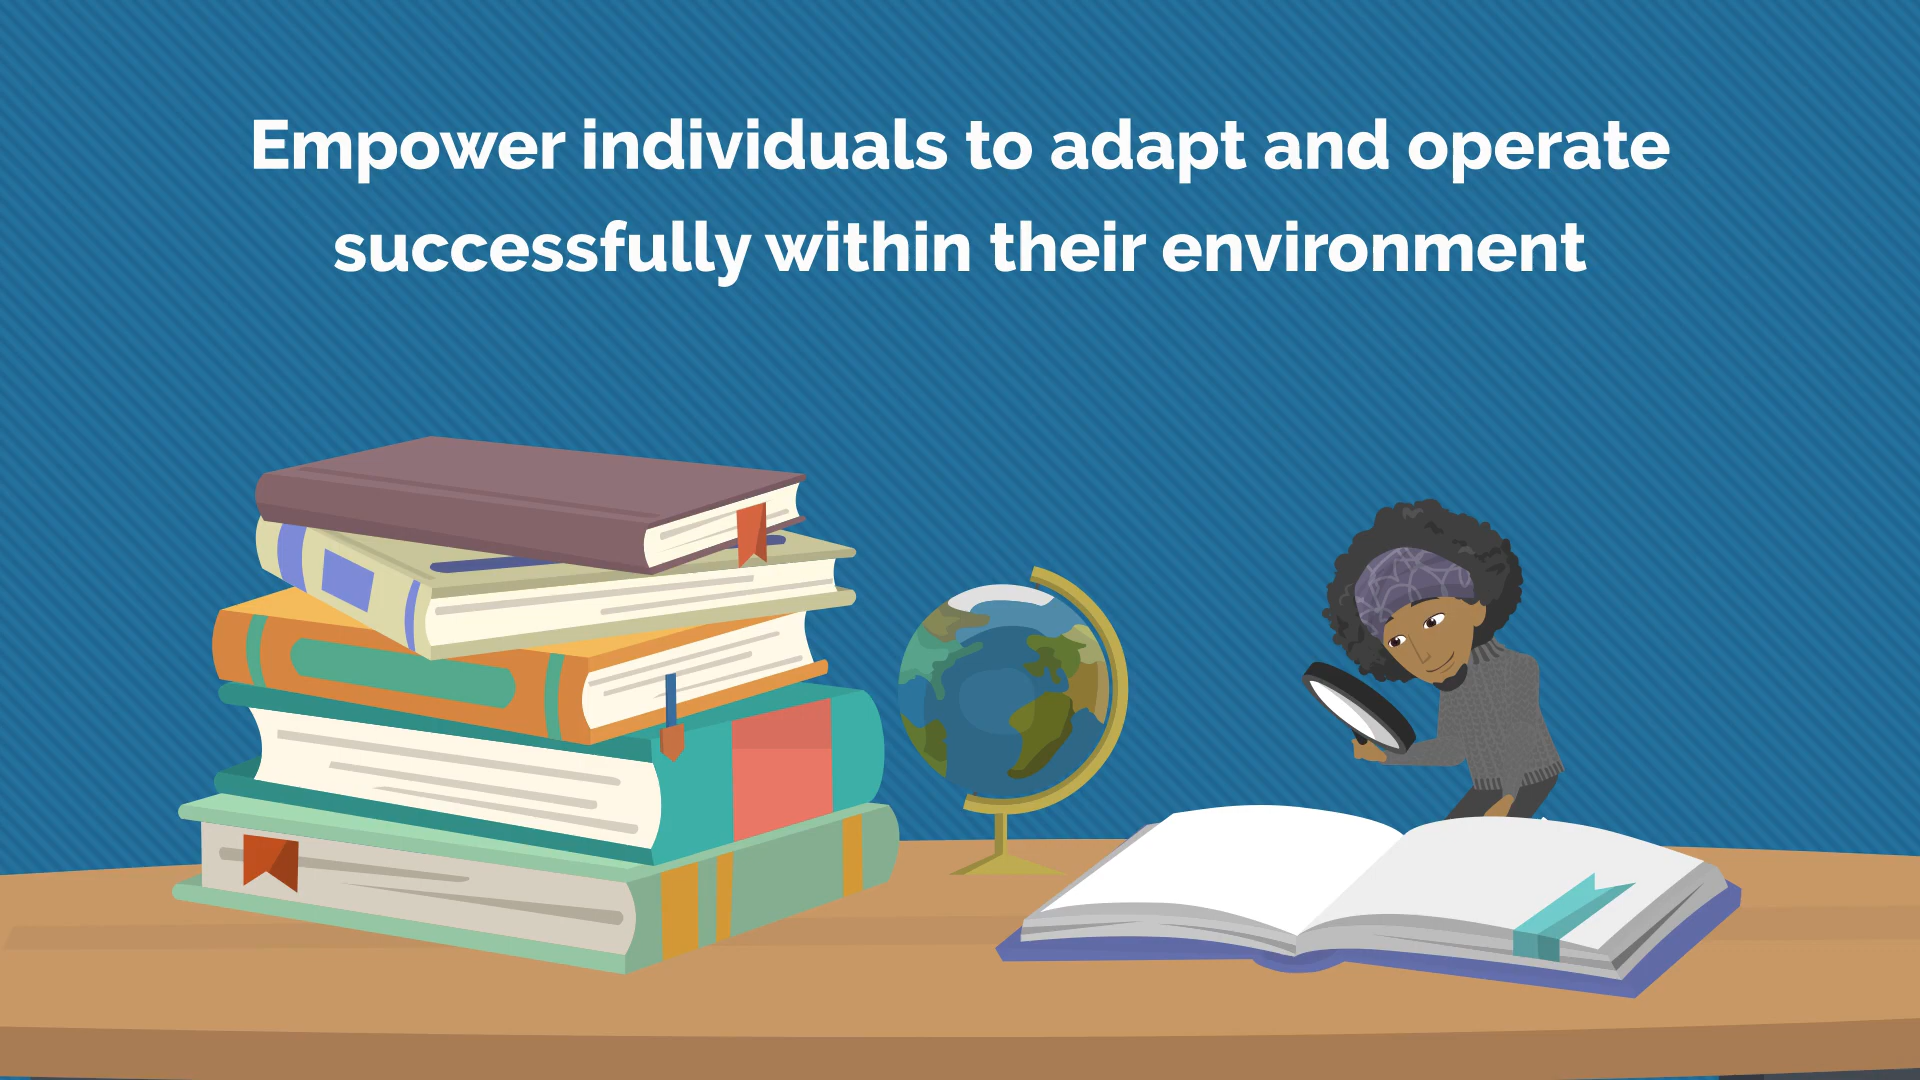 Empower individuals to adapt and operate
successfully within their environment